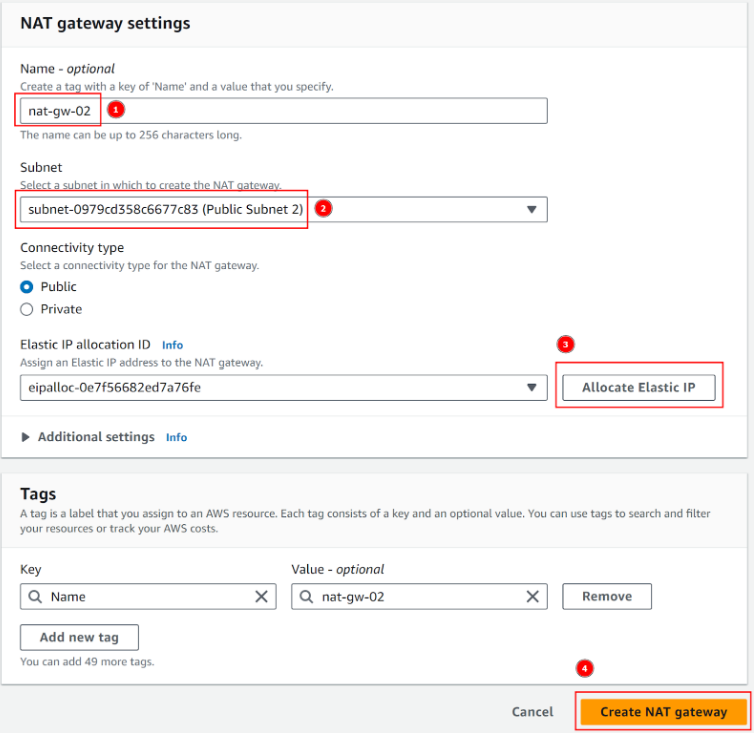 NAT gateway settings
Name - optional
Create a tag with a key of 'Name' and a value that you specify.
nat-gw-02
1
The name can be up to 256 characters long.
Subnet
Select a subnet in which to create the NAT gateway.
subnet-0979cd358c6677c83 (Public Subnet 2)
2
Connectivity type
Select a connectivity type for the NAT gateway.
Public
Private
Elastic IP allocation ID Info
3
Assign an Elastic IP address to the NAT gateway.
eipalloc-0e7f56682ed7a76fe
Allocate Elastic IP
Additional settings Info
Tags
A tag is a label that you assign to an AWS resource. Each tag consists of a key and an optional value. You can use tags to search and filter
your resources or track your AWS costs.
Key
Value - optional
Name
nat-gw-02
Remove
Add new tag
You can add 49 more tags.
4
Cancel
Create NAT gateway